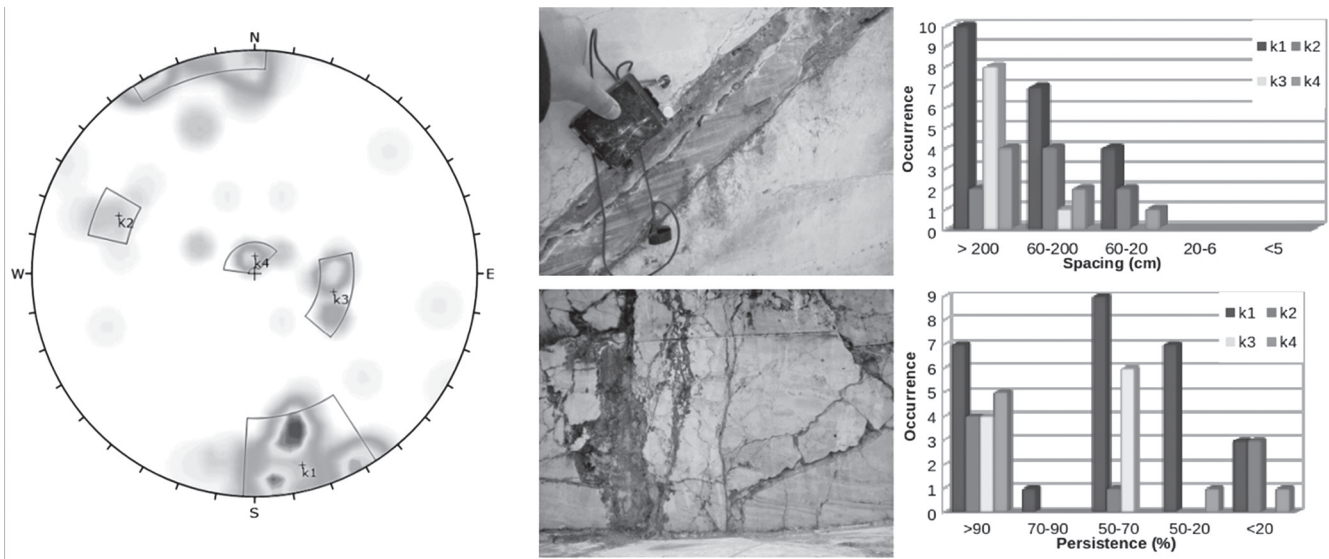 N
W
E
S
k2
k4
k3
k1
10
9
8
7
6
5
4
3
2
1
0
Occurrence
k1 k2
k3 k4
> 200 60-200 60-20 20-6 <5
Spacing (cm)
9
8
7
6
5
4
3
2
1
0
Occurrence
k1 k2
k3 k4
>90 70-90 50-70 50-20 <20
Persistence (%)